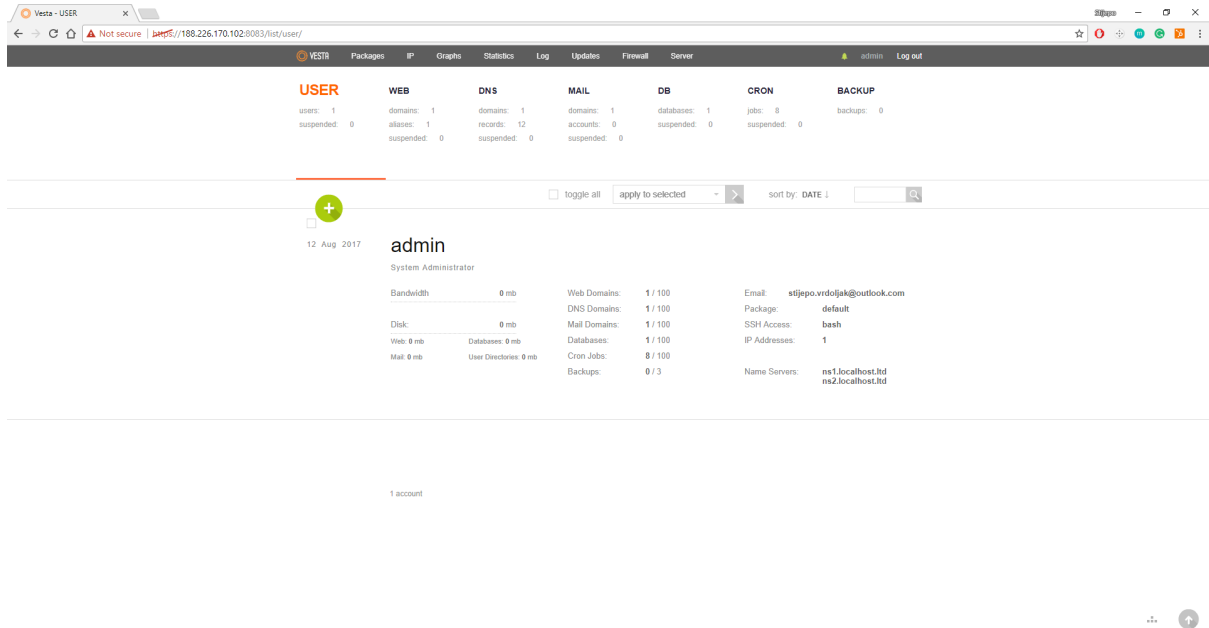 Vesta - USER
Stijepo
Not secure | https://188.226.170.102:8083/list/user/
VESTA Packages IP Graphs Statistics Log Updates Firewall Server admin Log out
USER WEB DNS MAIL DB CRON BACKUP
users: 1 domains: 1 domains: 1 domains: 1 databases: 1 jobs: 8 backups: 0
suspended: 0 aliases: 1 records: 12 accounts: 0 suspended: 0 suspended: 0
suspended: 0 suspended: 0 suspended: 0
toggle all apply to selected sort by: DATE ↓
12 Aug 2017 admin
System Administrator
Bandwidth 0 mb Web Domains: 1 / 100 Email: stijepo.vrdoljak@outlook.com
DNS Domains: 1 / 100 Package: default
Disk: 0 mb Mail Domains: 1 / 100 SSH Access: bash
Web: 0 mb Databases: 0 mb Databases: 1 / 100 IP Addresses: 1
Mail: 0 mb User Directories: 0 mb Cron Jobs: 8 / 100
Backups: 0 / 3 Name Servers: ns1.localhost.ltd
ns2.localhost.ltd
1 account